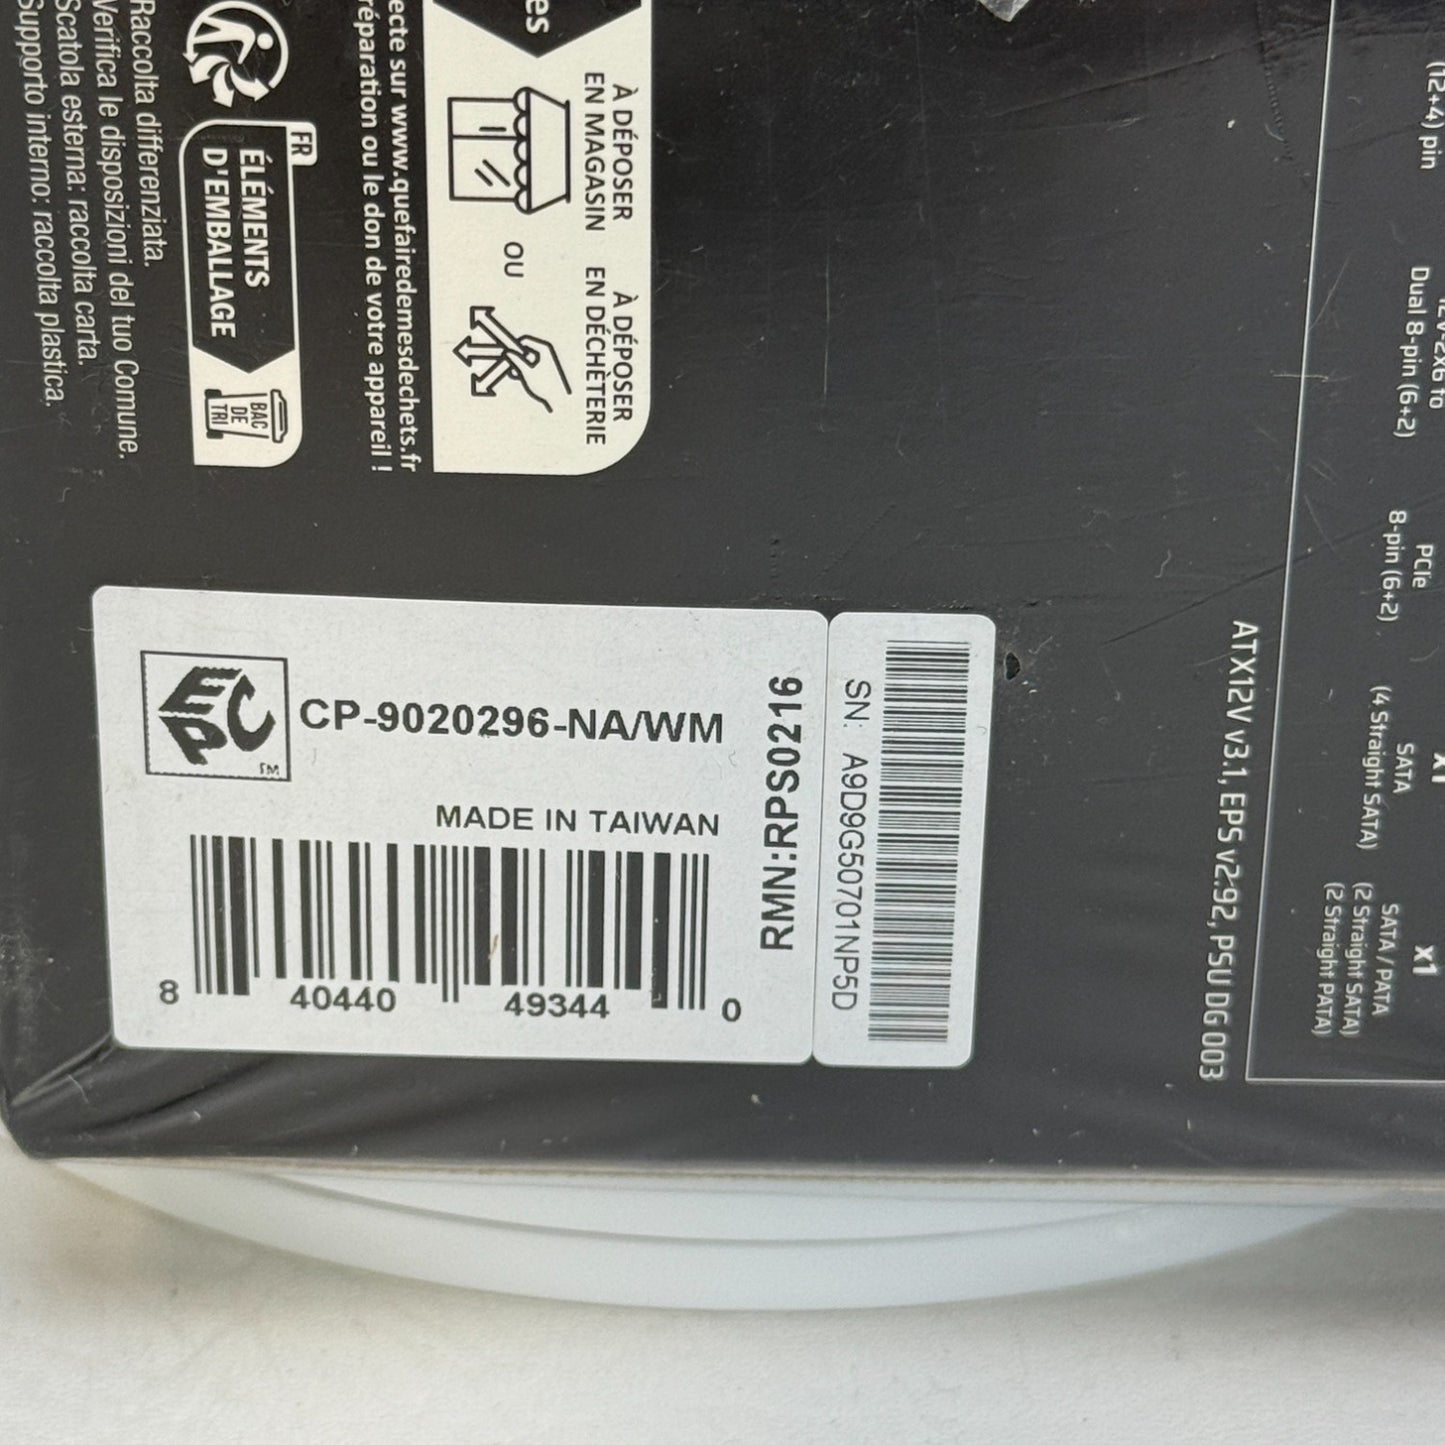 Raccolta differenziata.
Verifica le disposizioni del tuo Comune.
Scatola esterna: raccolta carta.
Supporto interno: raccolta plastica.
FR
ÉLÉMENTS
D'EMBALLAGE
BAC
DE
TRI
ecte sur www.quefairedemesdechets.fr
réparation ou le don de votre appareil !
es
À DÉPOSER
EN MAGASIN
OU
À DÉPOSER
EN DÉCHÈTERIE
CP-9020296-NA/WM
MADE IN TAIWAN
8 40440 49344 0
RMN:RPS0216
SN: A9D9G50701NP5D
(12+4) pin
12V-2x6 to
Dual 8-pin (6+2)
PCIe
8-pin (6+2)
x1
SATA
(4 Straight SATA)
x1
SATA / PATA
(2 Straight SATA)
(2 Straight PATA)
ATX12V v3.1, EPS v2.92, PSU DG 003